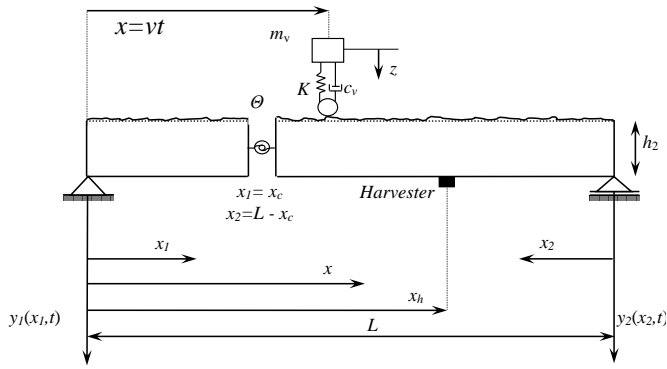 x=vt
m_v
z
K
c_v
Θ
h_2
x_1= x_c
x_2=L - x_c
Harvester
x_1
x_2
x
x_h
y_1(x_1,t)
L
y_2(x_2,t)